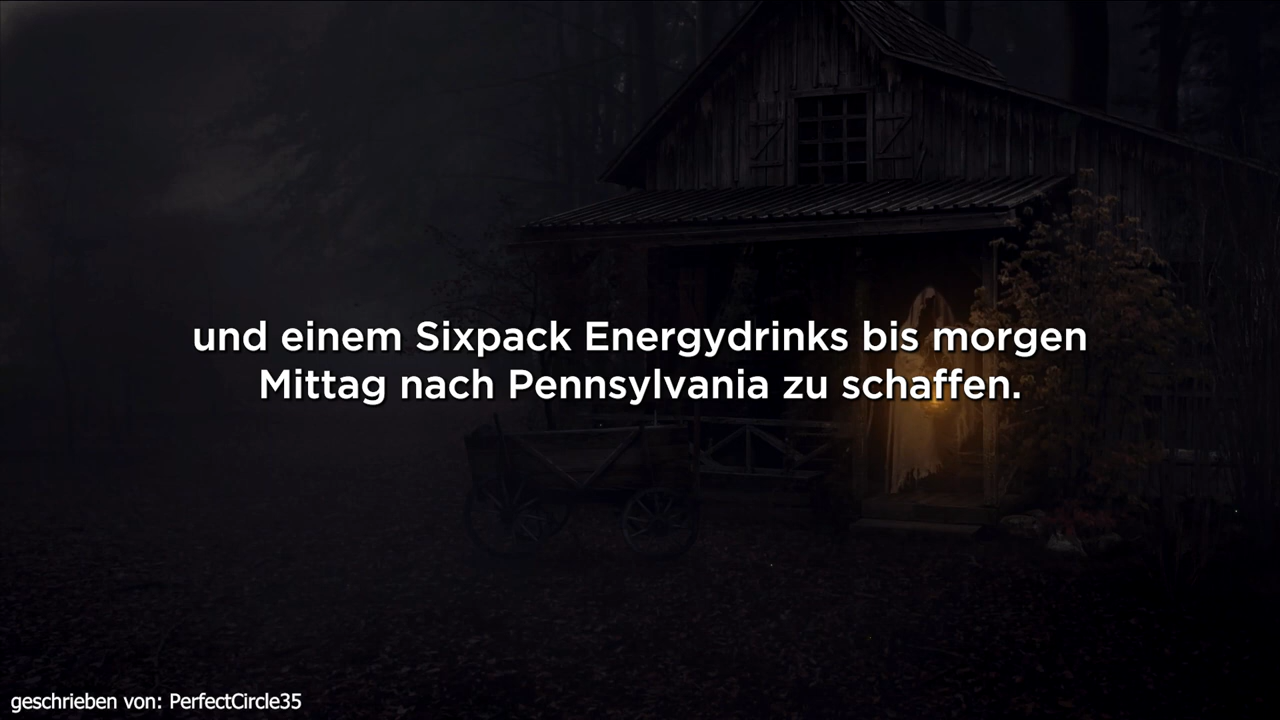 und einem Sixpack Energydrinks bis morgen
Mittag nach Pennsylvania zu schaffen.
geschrieben von: PerfectCircle35